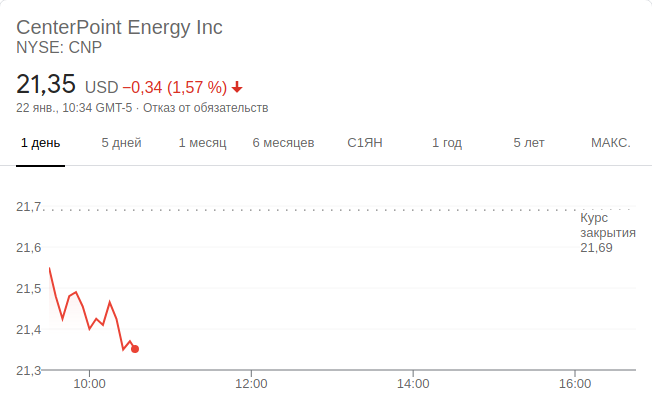 CenterPoint Energy Inc
NYSE: CNP
21,35 USD −0,34 (1,57 %)
22 янв., 10:34 GMT-5 · Отказ от обязательств
1 день 5 дней 1 месяц 6 месяцев С1ЯН 1 год 5 лет МАКС.
21,7
Курс
закрытия
21,69
21,6
21,5
21,4
21,3
10:00 12:00 14:00 16:00